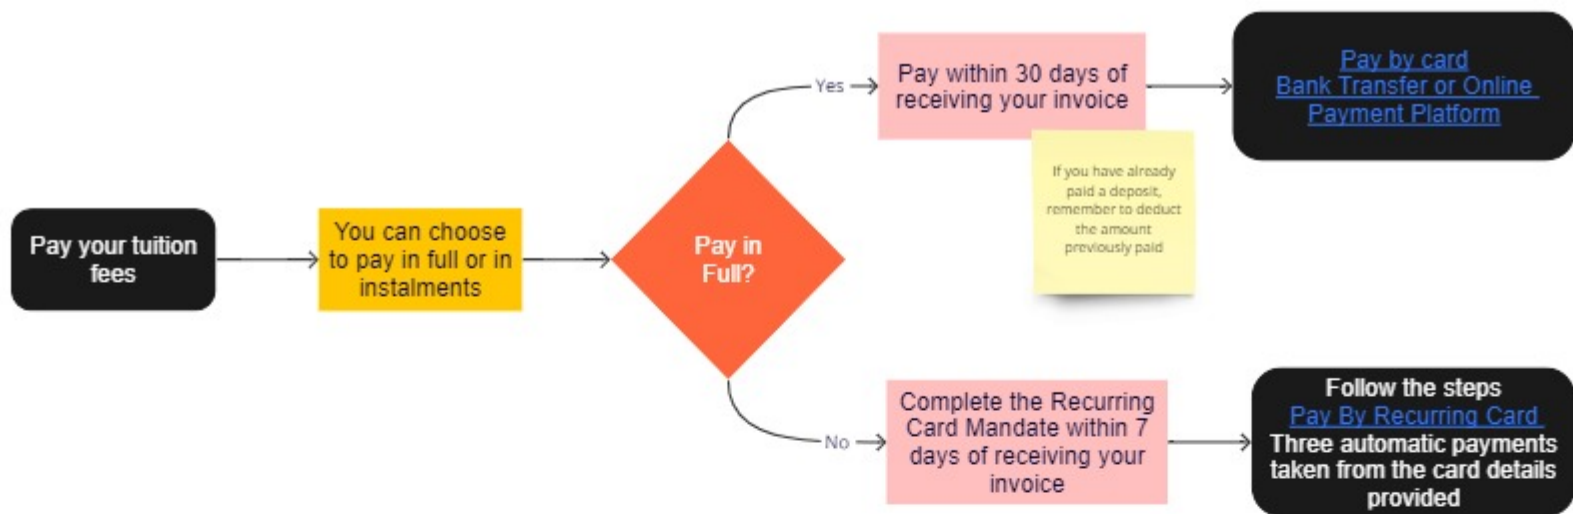 Pay your tuition
fees
You can choose
to pay in full or in
instalments
Pay in
Full?
Yes
Pay within 30 days of
receiving your invoice
If you have already
paid a deposit,
remember to deduct
the amount
previously paid
Pay by card
Bank Transfer or Online
Payment Platform
No
Complete the Recurring
Card Mandate within 7
days of receiving your
invoice
Follow the steps
Pay By Recurring Card
Three automatic payments
taken from the card details
provided